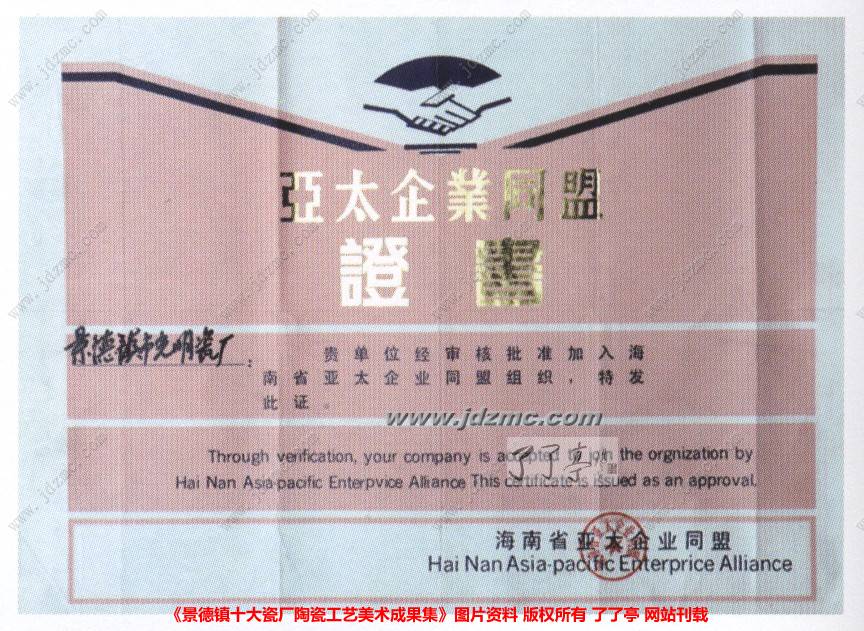 亞太企業同盟
證書
景德镇市光明瓷厂：
贵单位经审核批准加入海
南省亚太企业同盟组织，特发
此证。
www.jdzmc.com
Through verification, your company is accepted to join the orgnization by
了了亭
Hai Nan Asia-pacific Enterpvice Alliance This certificate is issued as an approval.
海南省亚太企业同盟
Hai Nan Asia-pacific Enterprice Alliance
《景德镇十大瓷厂陶瓷工艺美术成果集》图片资料 版权所有 了了亭 网站刊载